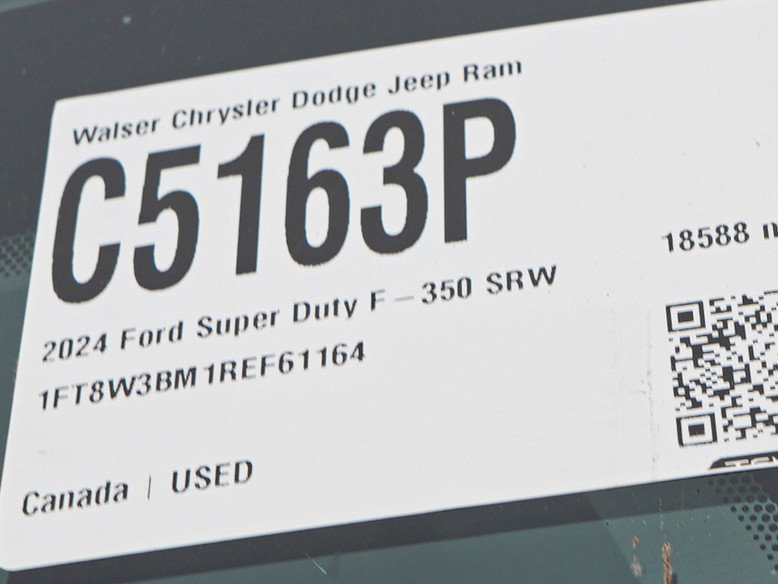 Walser Chrysler Dodge Jeep Ram
C5163P
18588
2024 Ford Super Duty F-350 SRW
1FT8W3BM1REF61164
Canada | USED